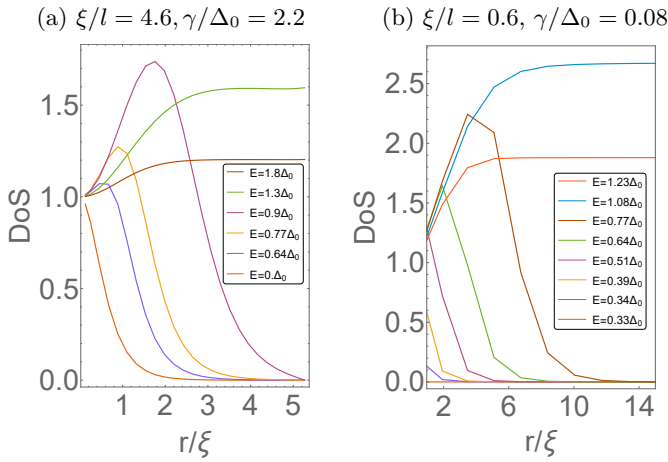 (a) ξ/l = 4.6, γ/Δ₀ = 2.2
(b) ξ/l = 0.6, γ/Δ₀ = 0.08
DoS
1.5
1.0
0.5
0.0
1 2 3 4 5
r/ξ
E=1.8Δ₀
E=1.3Δ₀
E=0.9Δ₀
E=0.77Δ₀
E=0.64Δ₀
E=0.Δ₀
DoS
2.5
2.0
1.5
1.0
0.5
0.0
2 6 10 14
r/ξ
E=1.23Δ₀
E=1.08Δ₀
E=0.77Δ₀
E=0.64Δ₀
E=0.51Δ₀
E=0.39Δ₀
E=0.34Δ₀
E=0.33Δ₀